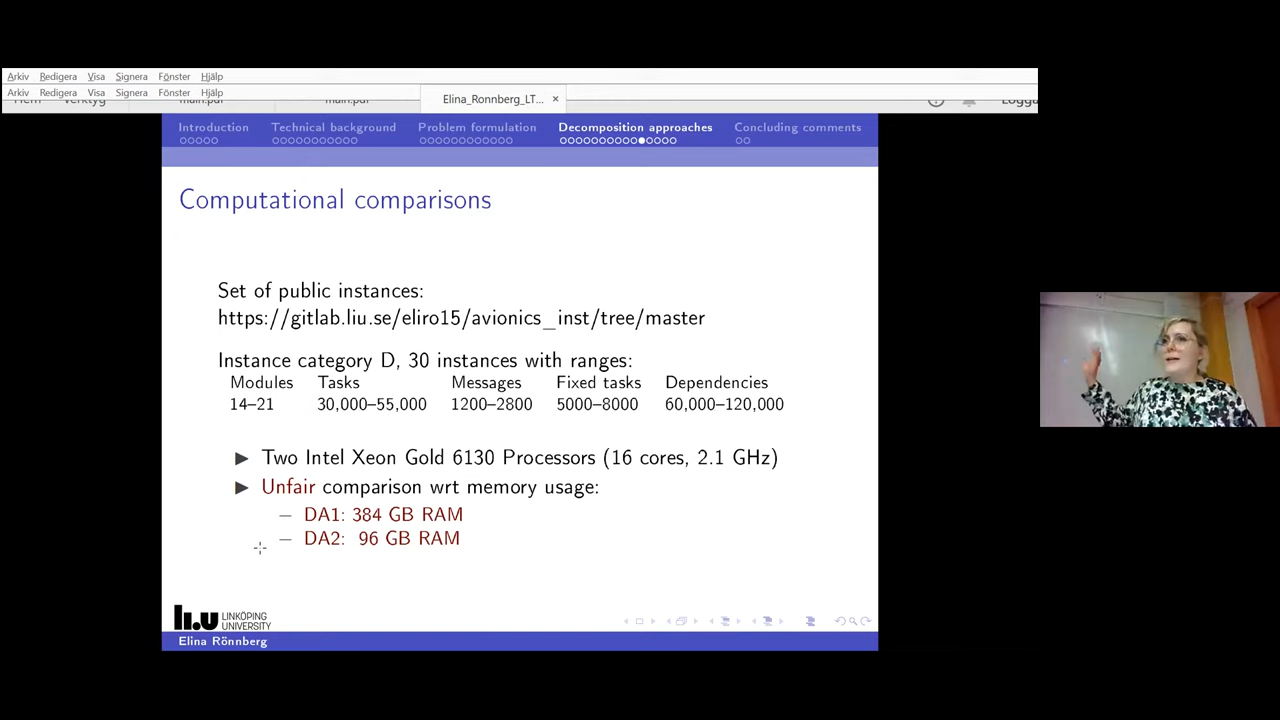 Arkiv Redigera Visa Signera Fönster Hjälp
Arkiv Redigera Visa Signera Fönster Hjälp
Elina_Ronnberg_LT... ×
Introduction Technical background Problem formulation Decomposition approaches Concluding comments
Computational comparisons
Set of public instances:
https://gitlab.liu.se/eliro15/avionics_inst/tree/master
Instance category D, 30 instances with ranges:
Modules Tasks Messages Fixed tasks Dependencies
14–21 30,000–55,000 1200–2800 5000–8000 60,000–120,000
▶ Two Intel Xeon Gold 6130 Processors (16 cores, 2.1 GHz)
▶ Unfair comparison wrt memory usage:
– DA1: 384 GB RAM
– DA2: 96 GB RAM
LINKÖPING
UNIVERSITY
Elina Rönnberg